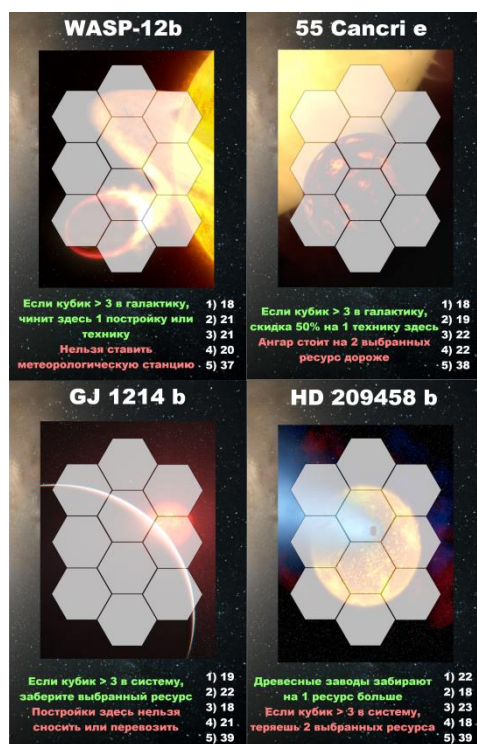 WASP-12b
Если кубик > 3 в галактику,
чинит здесь 1 постройку или
технику
Нельзя ставить
метеорологическую станцию
1) 18
2) 21
3) 21
4) 20
5) 37
55 Cancri e
Если кубик > 3 в галактику,
скидка 50% на 1 технику здесь
Ангар стоит на 2 выбранных
ресурс дороже
1) 18
2) 19
3) 22
4) 22
5) 38
GJ 1214 b
Если кубик > 3 в систему,
заберите выбранный ресурс
Постройки здесь нельзя
сносить или перевозить
1) 19
2) 22
3) 18
4) 21
5) 39
HD 209458 b
Древесные заводы забирают
на 1 ресурс больше
Если кубик > 3 в систему,
теряешь 2 выбранных ресурса
1) 22
2) 18
3) 23
4) 18
5) 39